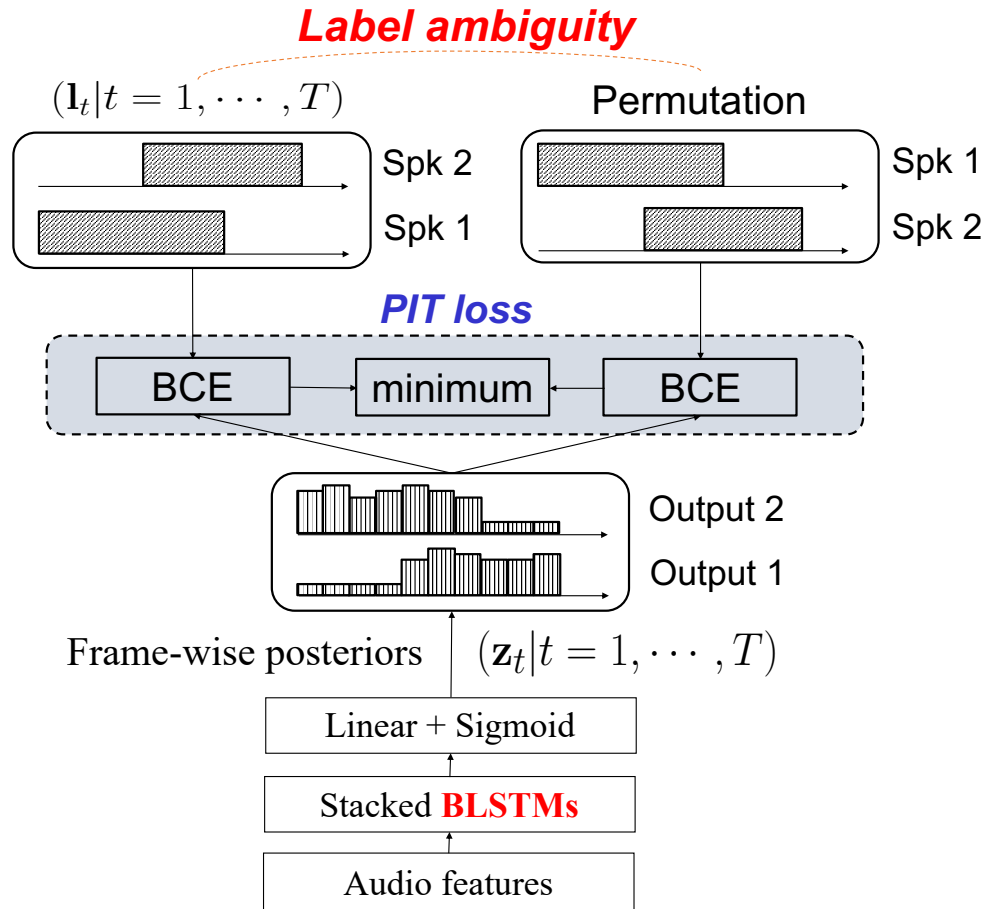 Label ambiguity
(l_t|t = 1, ⋯ , T)
Permutation
Spk 2
Spk 1
Spk 1
Spk 2
PIT loss
BCE
minimum
BCE
Output 2
Output 1
Frame-wise posteriors (z_t|t = 1, ⋯ , T)
Linear + Sigmoid
Stacked BLSTMs
Audio features